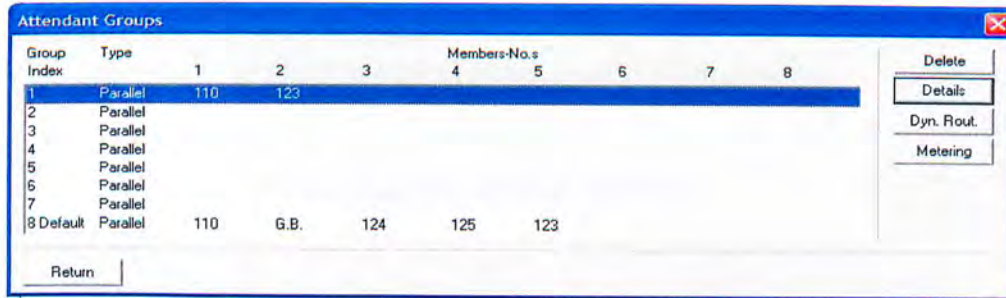 Attendant Groups
Group Type Members-No.s
Index 1 2 3 4 5 6 7 8
1 Parallel 110 123
2 Parallel
3 Parallel
4 Parallel
5 Parallel
6 Parallel
7 Parallel
8 Default Parallel 110 G.B. 124 125 123
Delete
Details
Dyn. Rout.
Metering
Return